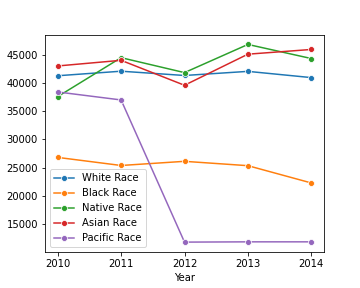 45000
40000
35000
30000
25000
20000
15000
White Race
Black Race
Native Race
Asian Race
Pacific Race
2010 2011 2012 2013 2014
Year